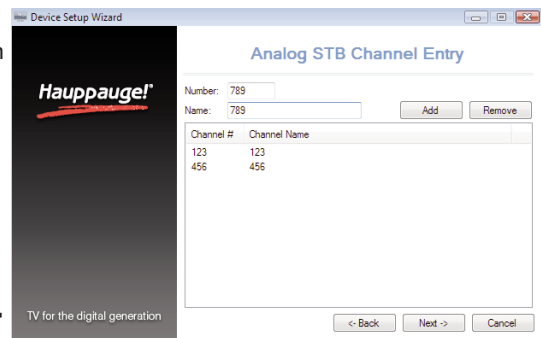 Device Setup Wizard
Analog STB Channel Entry
Hauppauge!
Number: 789
Name: 789 Add Remove
Channel # Channel Name
123 123
456 456
TV for the digital generation
<- Back Next -> Cancel